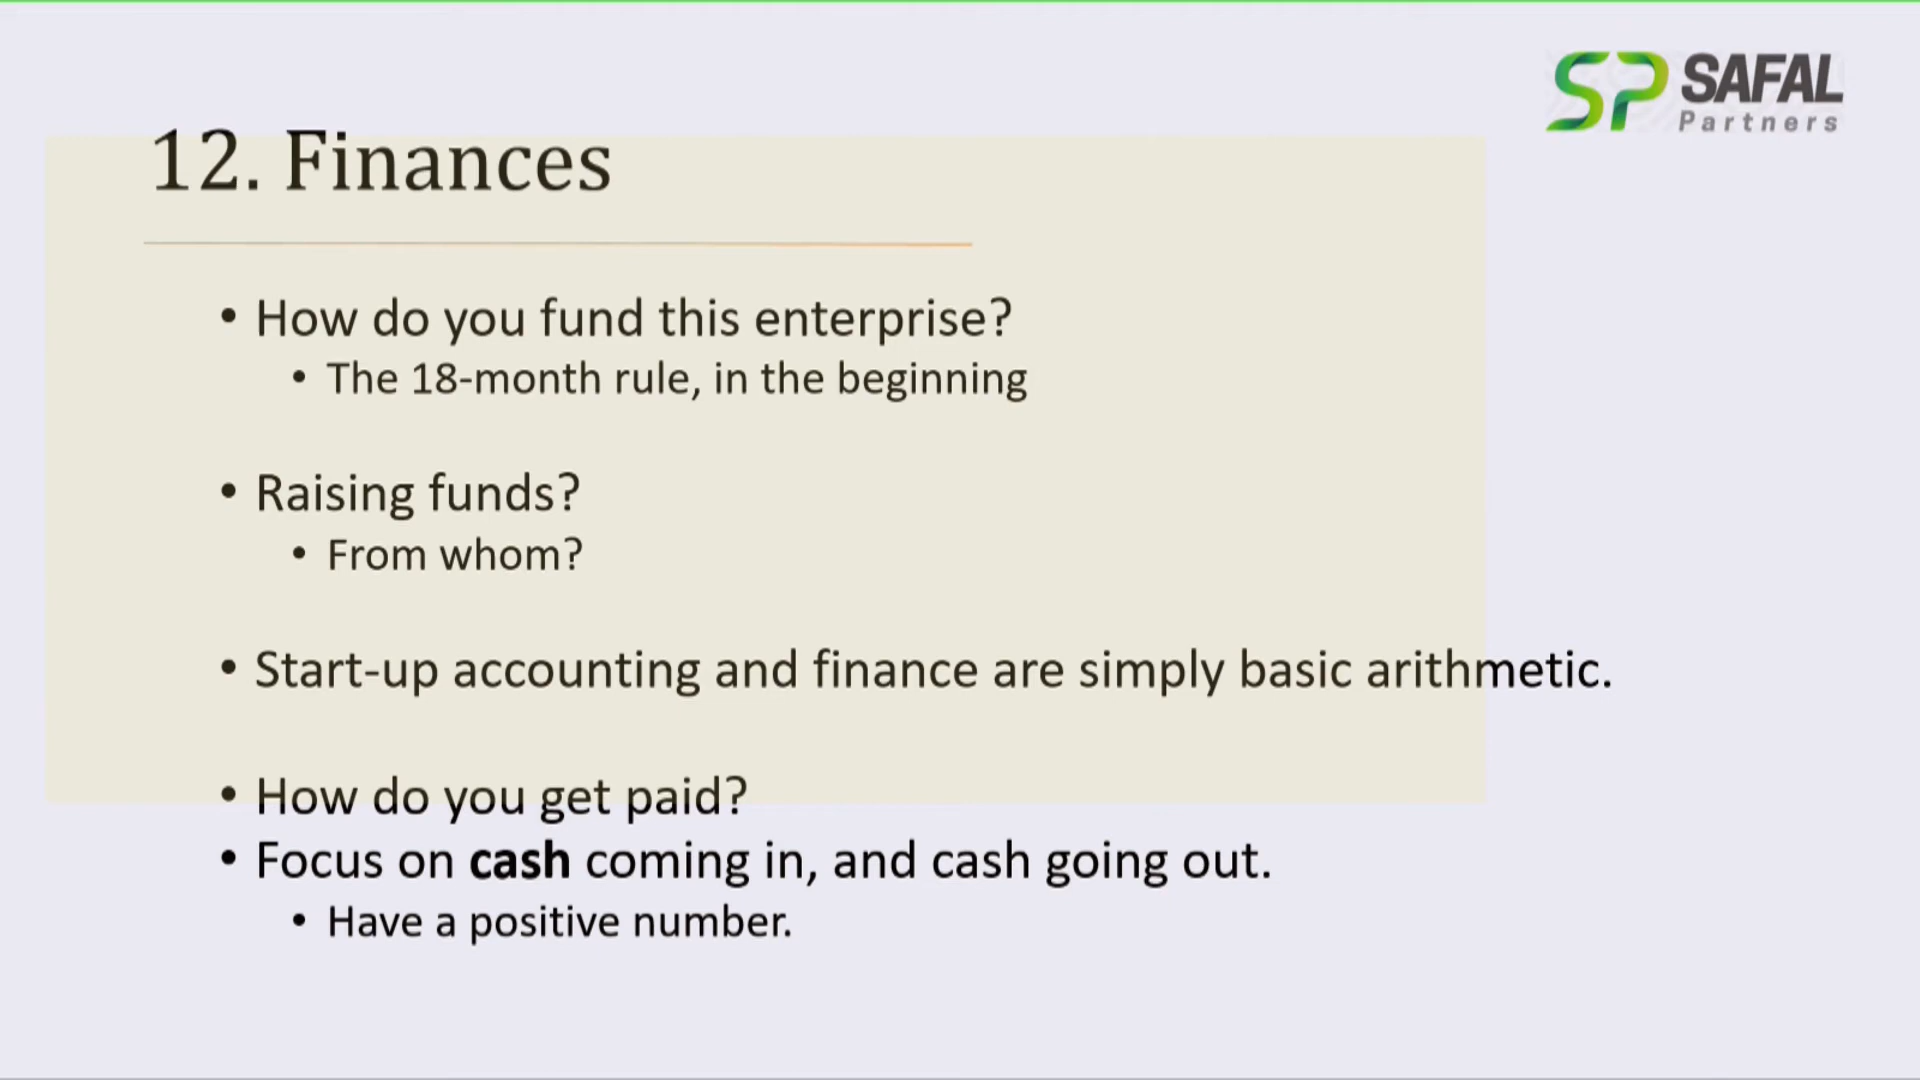 SP SAFAL
Partners
12. Finances
• How do you fund this enterprise?
• The 18-month rule, in the beginning
• Raising funds?
• From whom?
• Start-up accounting and finance are simply basic arithmetic.
• How do you get paid?
• Focus on cash coming in, and cash going out.
• Have a positive number.